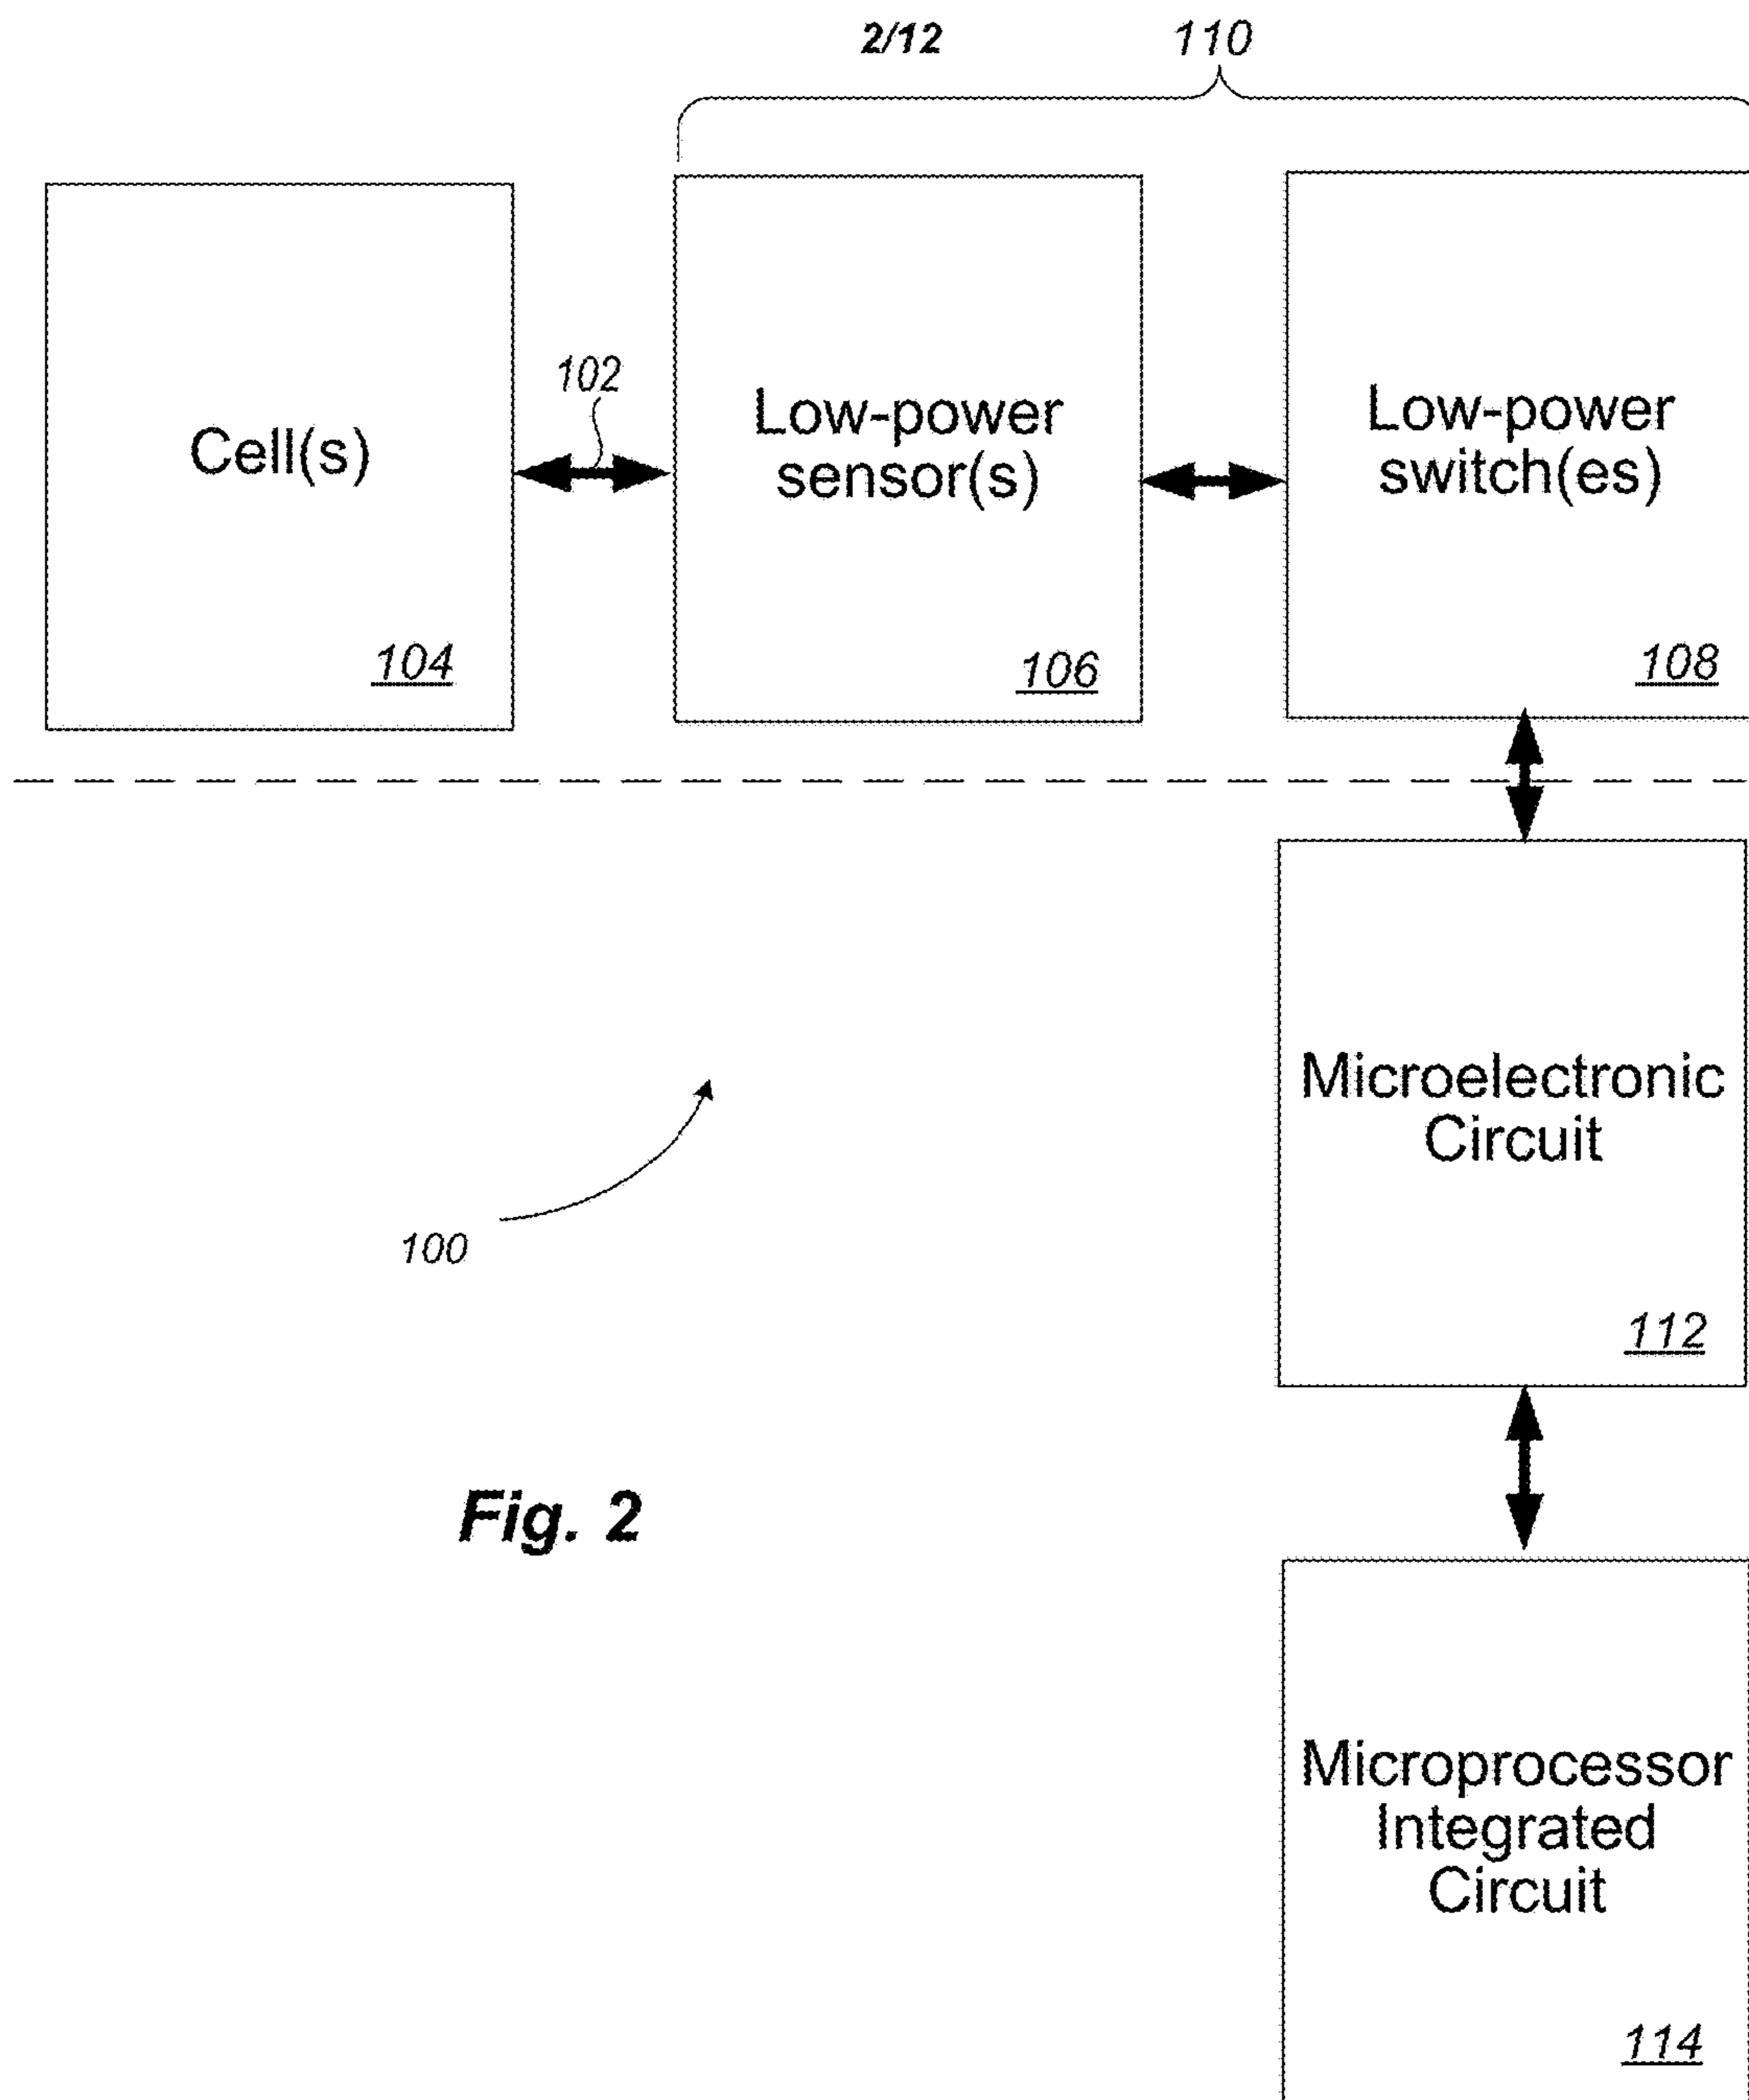 2/12
110
Cell(s)
104
102
Low-power
sensor(s)
106
Low-power
switch(es)
108
Microelectronic
Circuit
112
100
Fig. 2
Microprocessor
Integrated
Circuit
114